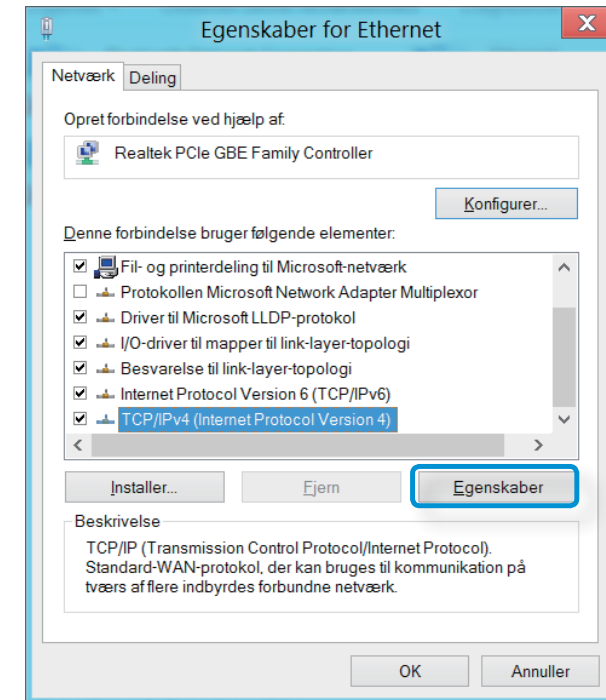 Egenskaber for Ethernet
Netværk Deling
Opret forbindelse ved hjælp af:
Realtek PCIe GBE Family Controller
Konfigurer...
Denne forbindelse bruger følgende elementer:
Fil- og printerdeling til Microsoft-netværk
Protokollen Microsoft Network Adapter Multiplexor
Driver til Microsoft LLDP-protokol
I/O-driver til mapper til link-layer-topologi
Besvarelse til link-layer-topologi
Internet Protocol Version 6 (TCP/IPv6)
TCP/IPv4 (Internet Protocol Version 4)
Installer... Fjern Egenskaber
Beskrivelse
TCP/IP (Transmission Control Protocol/Internet Protocol).
Standard-WAN-protokol, der kan bruges til kommunikation på
tværs af flere indbyrdes forbundne netværk.
OK Annuller